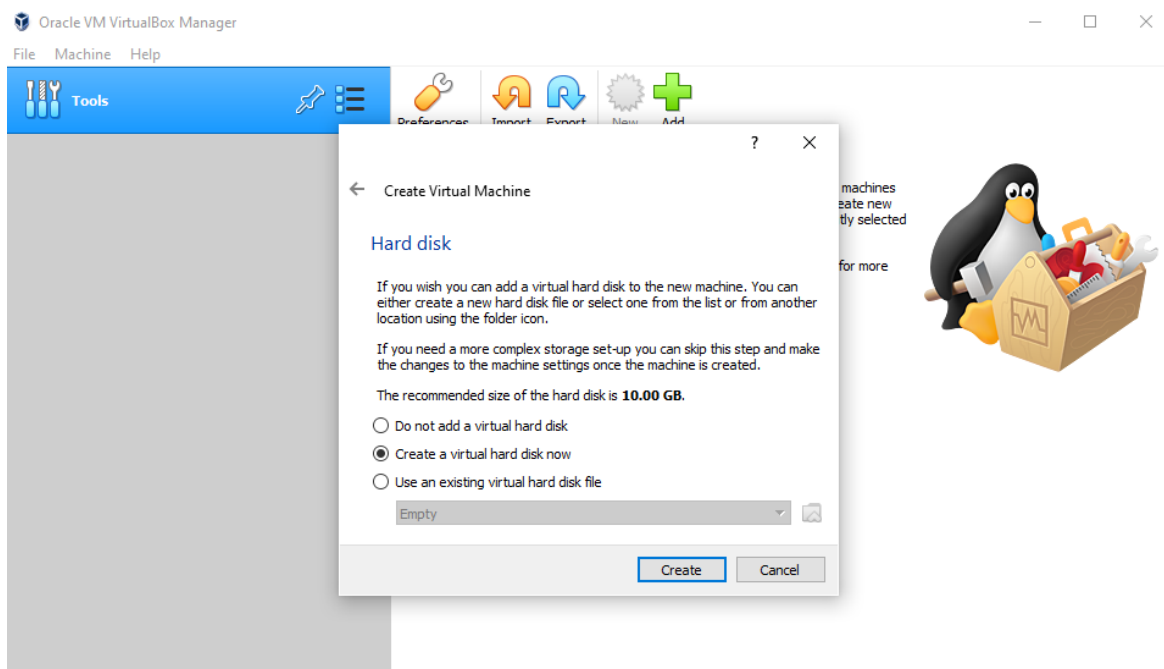 Oracle VM VirtualBox Manager
File Machine Help
Tools
Preferences Import Export New Add
machines
eate new
tly selected
for more
?
Create Virtual Machine
Hard disk
If you wish you can add a virtual hard disk to the new machine. You can
either create a new hard disk file or select one from the list or from another
location using the folder icon.
If you need a more complex storage set-up you can skip this step and make
the changes to the machine settings once the machine is created.
The recommended size of the hard disk is 10.00 GB.
Do not add a virtual hard disk
Create a virtual hard disk now
Use an existing virtual hard disk file
Empty
Create Cancel